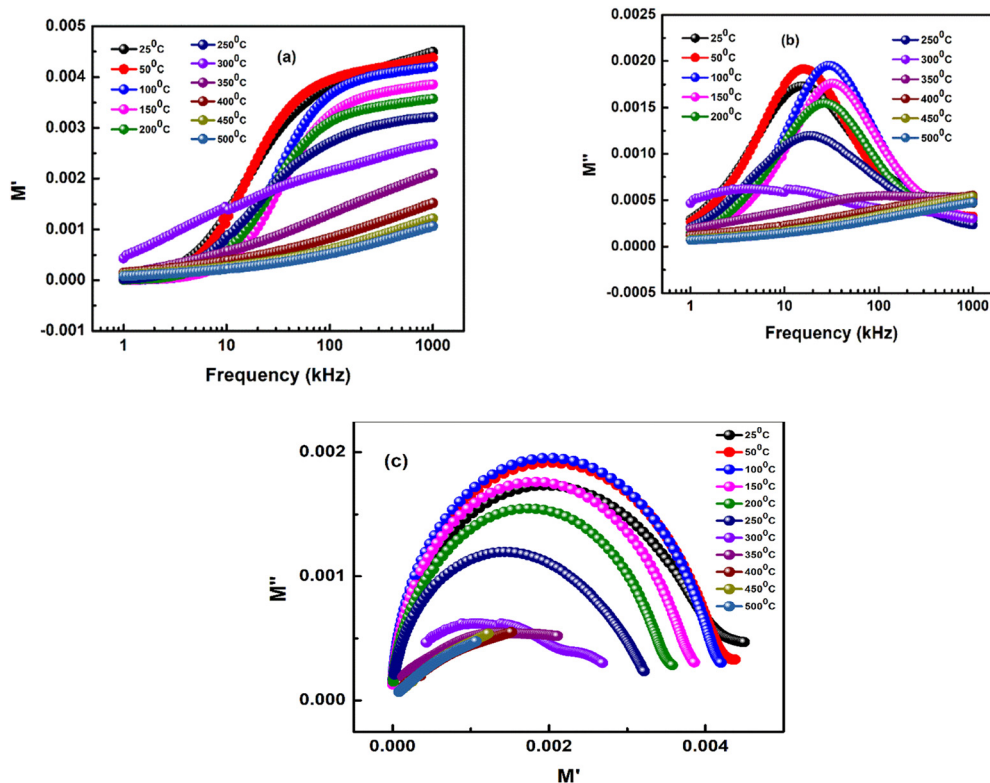 (a)
25⁰C
50⁰C
100⁰C
150⁰C
200⁰C
250⁰C
300⁰C
350⁰C
400⁰C
450⁰C
500⁰C
M'
0.005
0.004
0.003
0.002
0.001
0.000
-0.001
1 10 100 1000
Frequency (kHz)
(b)
25⁰C
50⁰C
100⁰C
150⁰C
200⁰C
250⁰C
300⁰C
350⁰C
400⁰C
450⁰C
500⁰C
M''
0.0025
0.0020
0.0015
0.0010
0.0005
0.0000
-0.0005
1 10 100 1000
Frequency (kHz)
(c)
25⁰C
50⁰C
100⁰C
150⁰C
200⁰C
250⁰C
300⁰C
350⁰C
400⁰C
450⁰C
500⁰C
M''
0.002
0.001
0.000
0.000 0.002 0.004
M'